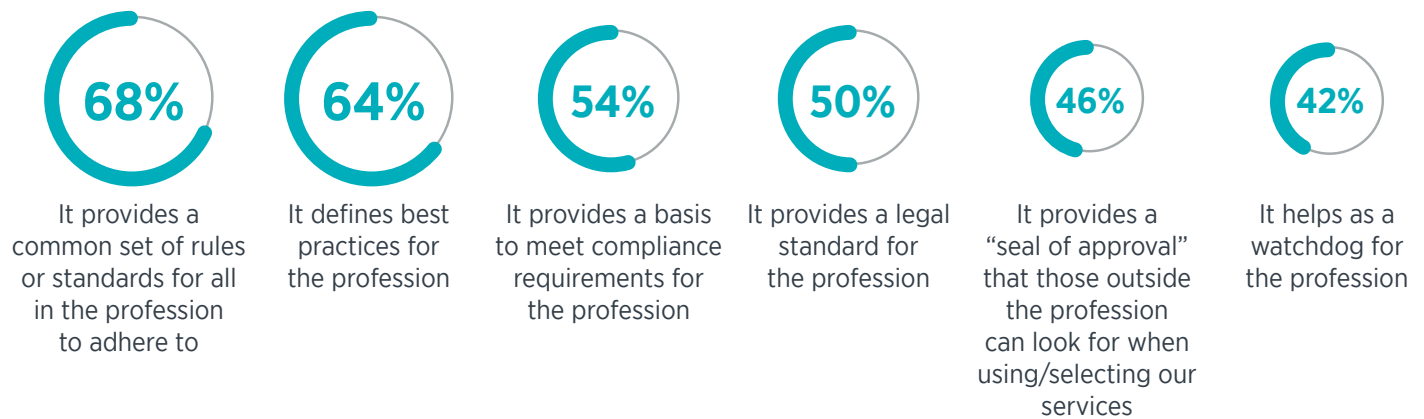 68%
It provides a
common set of rules
or standards for all
in the profession
to adhere to
64%
It defines best
practices for
the profession
54%
It provides a basis
to meet compliance
requirements for
the profession
50%
It provides a legal
standard for
the profession
46%
It provides a
“seal of approval”
that those outside
the profession
can look for when
using/selecting our
services
42%
It helps as a
watchdog for
the profession